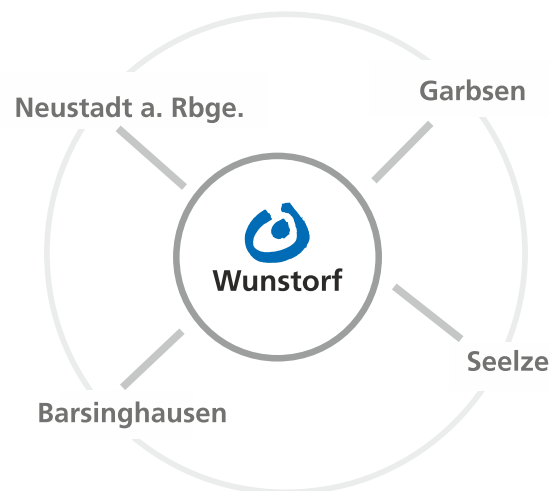 Garbsen
Neustadt a. Rbge.
Wunstorf
Seelze
Barsinghausen